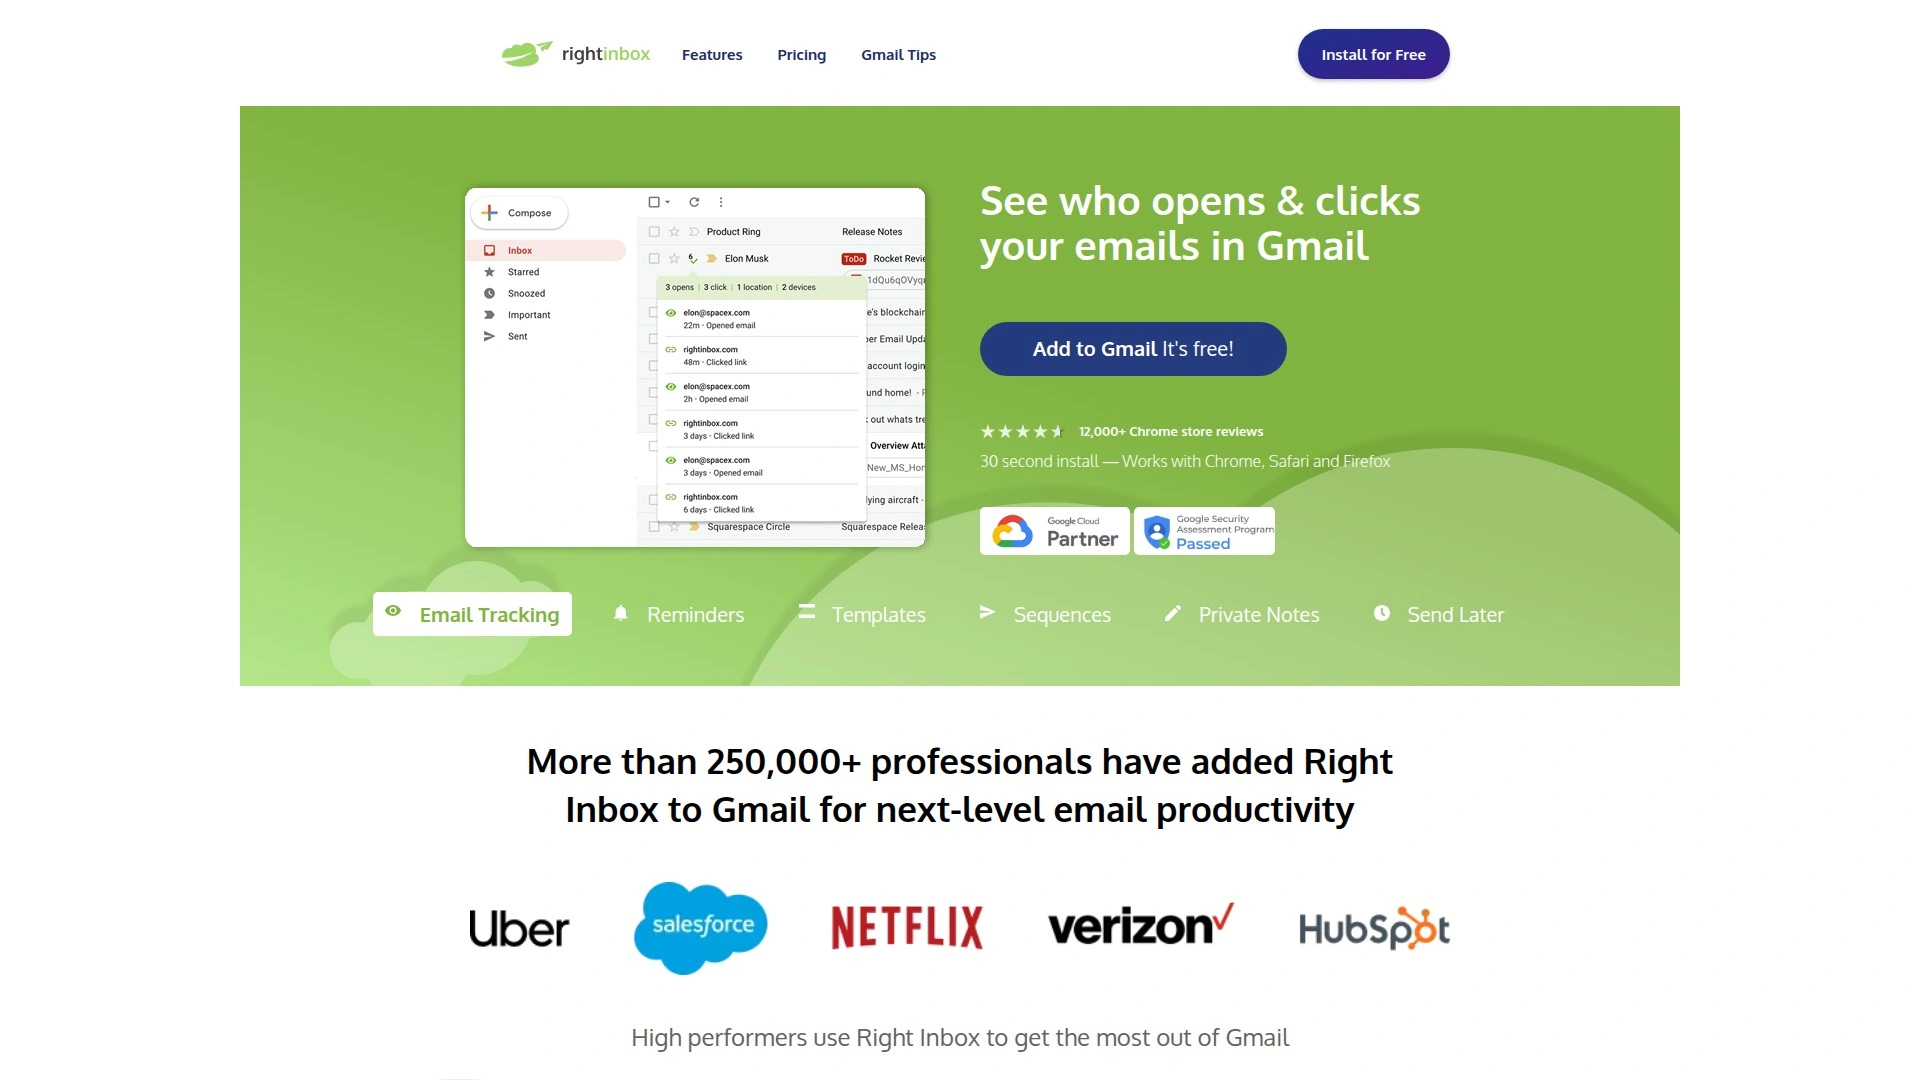 rightinbox
Features
Pricing
Gmail Tips
Install for Free
Compose
Inbox
Starred
Snoozed
Important
Sent
Product Ring
Release Notes
6
Elon Musk
ToDo
Rocket Revie
1dQu6qOVyqr
3 opens | 3 click | 1 location | 2 devices
elon@spacex.com
22m · Opened email
rightinbox.com
48m · Clicked link
elon@spacex.com
2h · Opened email
rightinbox.com
3 days · Clicked link
elon@spacex.com
3 days · Opened email
rightinbox.com
6 days · Clicked link
e's blockchain
per Email Upda
account login
und home! - F
k out whats tre
Overview Atta
New_MS_Hor
lying aircraft -
Squarespace Circle
Squarespace Releas
See who opens & clicks
your emails in Gmail
Add to Gmail It's free!
12,000+ Chrome store reviews
30 second install — Works with Chrome, Safari and Firefox
Google Cloud
Partner
Google Security
Assessment Program
Passed
Email Tracking
Reminders
Templates
Sequences
Private Notes
Send Later
More than 250,000+ professionals have added Right
Inbox to Gmail for next-level email productivity
Uber
salesforce
NETFLIX
verizon
HubSpot
High performers use Right Inbox to get the most out of Gmail